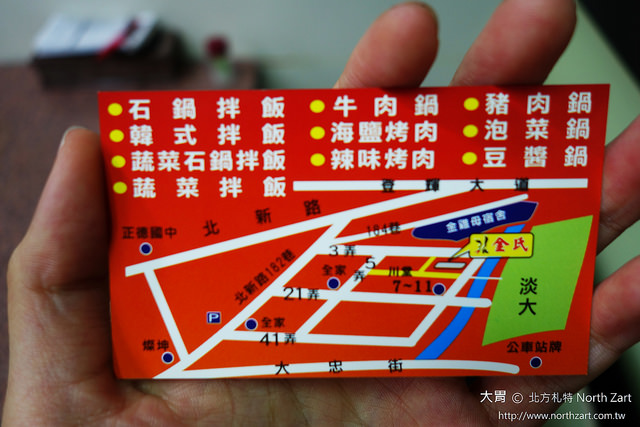 石鍋拌飯 牛肉鍋 豬肉鍋
韓式拌飯 海鹽烤肉 泡菜鍋
蔬菜石鍋拌飯 辣味烤肉 豆醬鍋
蔬菜拌飯
登輝大道
北新路
正德國中
184巷
金雞母宿舍
金氏
3弄
北新路182巷
全家
5弄
川堂
7~11
淡大
21弄
P
全家
41弄
燦坤
大忠街
公車站牌
大胃 © 北方札特 North Zart
http://www.northzart.com.tw